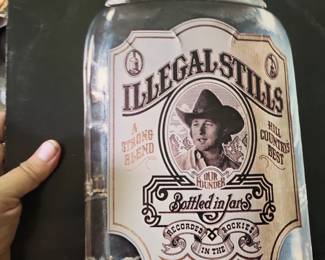 ILLEGAL STILLS
A
STRONG
BLEND
HILL
COUNTRY'S
BEST
OUR
FOUNDER
Bottled in Jars
RECORDED
IN THE
ROCKIES